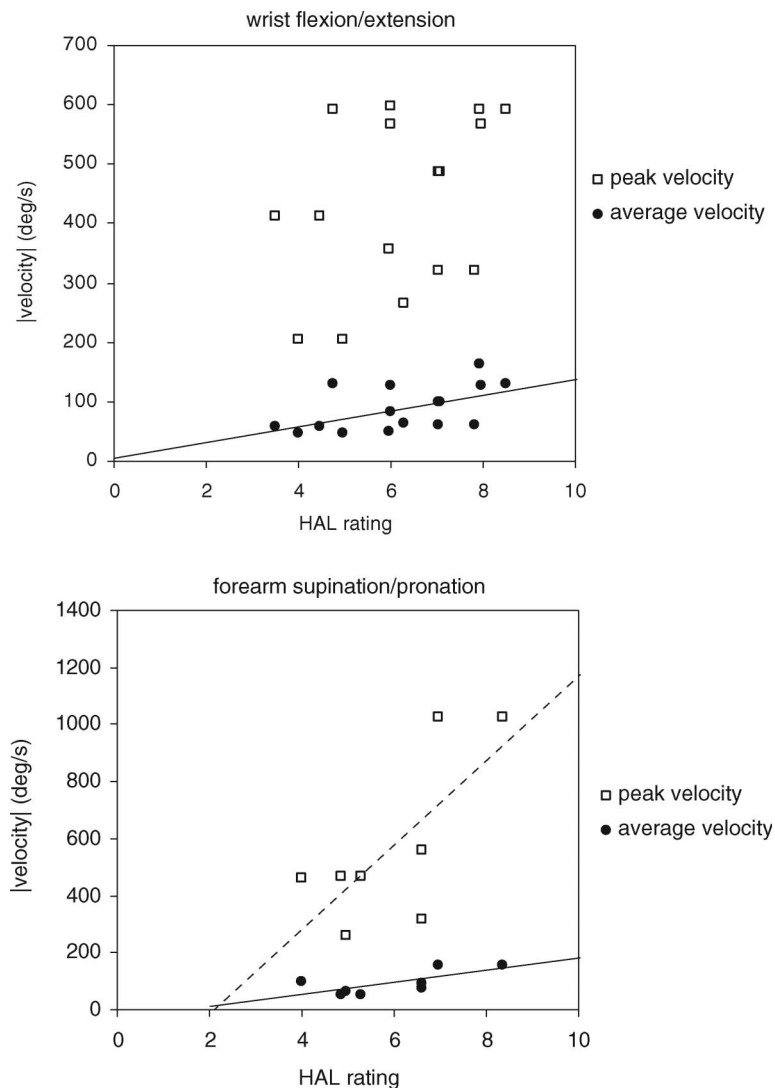 wrist flexion/extension
700
600
500
400
300
200
100
0
|velocity| (deg/s)
0 2 4 6 8 10
HAL rating
peak velocity
average velocity
forearm supination/pronation
1400
1200
1000
800
600
400
200
0
|velocity| (deg/s)
0 2 4 6 8 10
HAL rating
peak velocity
average velocity